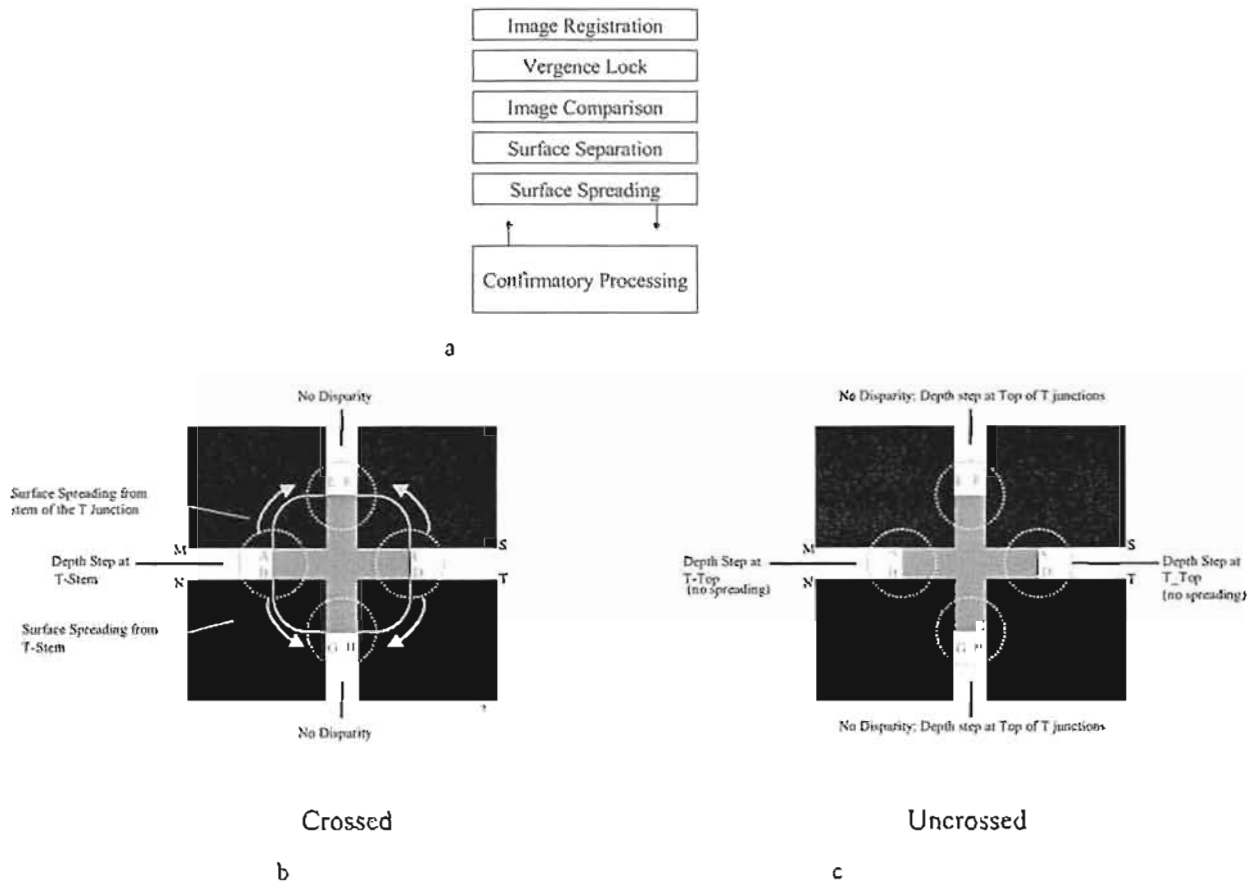 Image Registration
Vergence Lock
Image Comparison
Surface Separation
Surface Spreading
Confirmatory Processing
a
No Disparity
Surface Spreading from
stem of the T Junction
M
S
Depth Step at
T-Stem
A
B
D
N
T
Surface Spreading from
T-Stem
G H
No Disparity
Crossed
b
No Disparity; Depth step at Top of T junctions
M
S
Depth Step at
T-Top
(no spreading)
N
T
Depth Step at
T_Top
(no spreading)
G
No Disparity; Depth step at Top of T junctions
Uncrossed
c